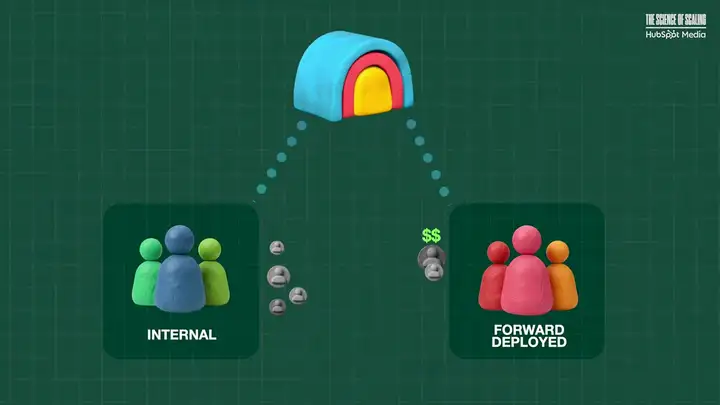 THE SCIENCE OF SCALING
HubSpot Media
$$
INTERNAL
FORWARD
DEPLOYED